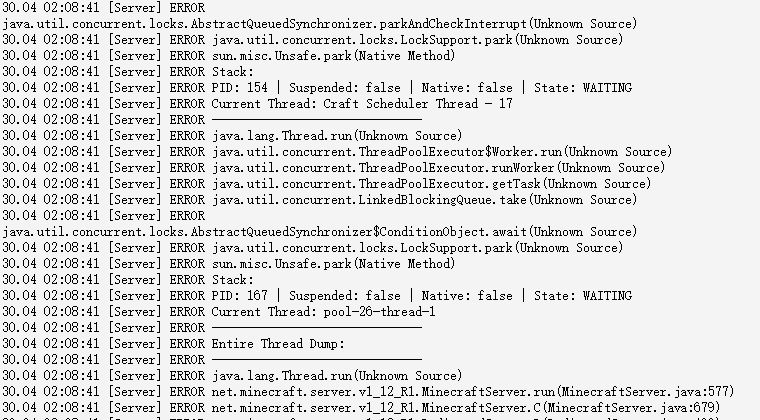 30.04 02:08:41 [Server] ERROR
java.util.concurrent.locks.AbstractQueuedSynchronizer.parkAndCheckInterrupt(Unknown Source)
30.04 02:08:41 [Server] ERROR java.util.concurrent.locks.LockSupport.park(Unknown Source)
30.04 02:08:41 [Server] ERROR sun.misc.Unsafe.park(Native Method)
30.04 02:08:41 [Server] ERROR Stack:
30.04 02:08:41 [Server] ERROR PID: 154 | Suspended: false | Native: false | State: WAITING
30.04 02:08:41 [Server] ERROR Current Thread: Craft Scheduler Thread - 17
30.04 02:08:41 [Server] ERROR ------------------------------
30.04 02:08:41 [Server] ERROR java.lang.Thread.run(Unknown Source)
30.04 02:08:41 [Server] ERROR java.util.concurrent.ThreadPoolExecutor$Worker.run(Unknown Source)
30.04 02:08:41 [Server] ERROR java.util.concurrent.ThreadPoolExecutor.runWorker(Unknown Source)
30.04 02:08:41 [Server] ERROR java.util.concurrent.ThreadPoolExecutor.getTask(Unknown Source)
30.04 02:08:41 [Server] ERROR java.util.concurrent.LinkedBlockingQueue.take(Unknown Source)
30.04 02:08:41 [Server] ERROR
java.util.concurrent.locks.AbstractQueuedSynchronizer$ConditionObject.await(Unknown Source)
30.04 02:08:41 [Server] ERROR java.util.concurrent.locks.LockSupport.park(Unknown Source)
30.04 02:08:41 [Server] ERROR sun.misc.Unsafe.park(Native Method)
30.04 02:08:41 [Server] ERROR Stack:
30.04 02:08:41 [Server] ERROR PID: 167 | Suspended: false | Native: false | State: WAITING
30.04 02:08:41 [Server] ERROR Current Thread: pool-26-thread-1
30.04 02:08:41 [Server] ERROR ------------------------------
30.04 02:08:41 [Server] ERROR Entire Thread Dump:
30.04 02:08:41 [Server] ERROR ------------------------------
30.04 02:08:41 [Server] ERROR java.lang.Thread.run(Unknown Source)
30.04 02:08:41 [Server] ERROR net.minecraft.server.v1_12_R1.MinecraftServer.run(MinecraftServer.java:577)
30.04 02:08:41 [Server] ERROR net.minecraft.server.v1_12_R1.MinecraftServer.C(MinecraftServer.java:679)